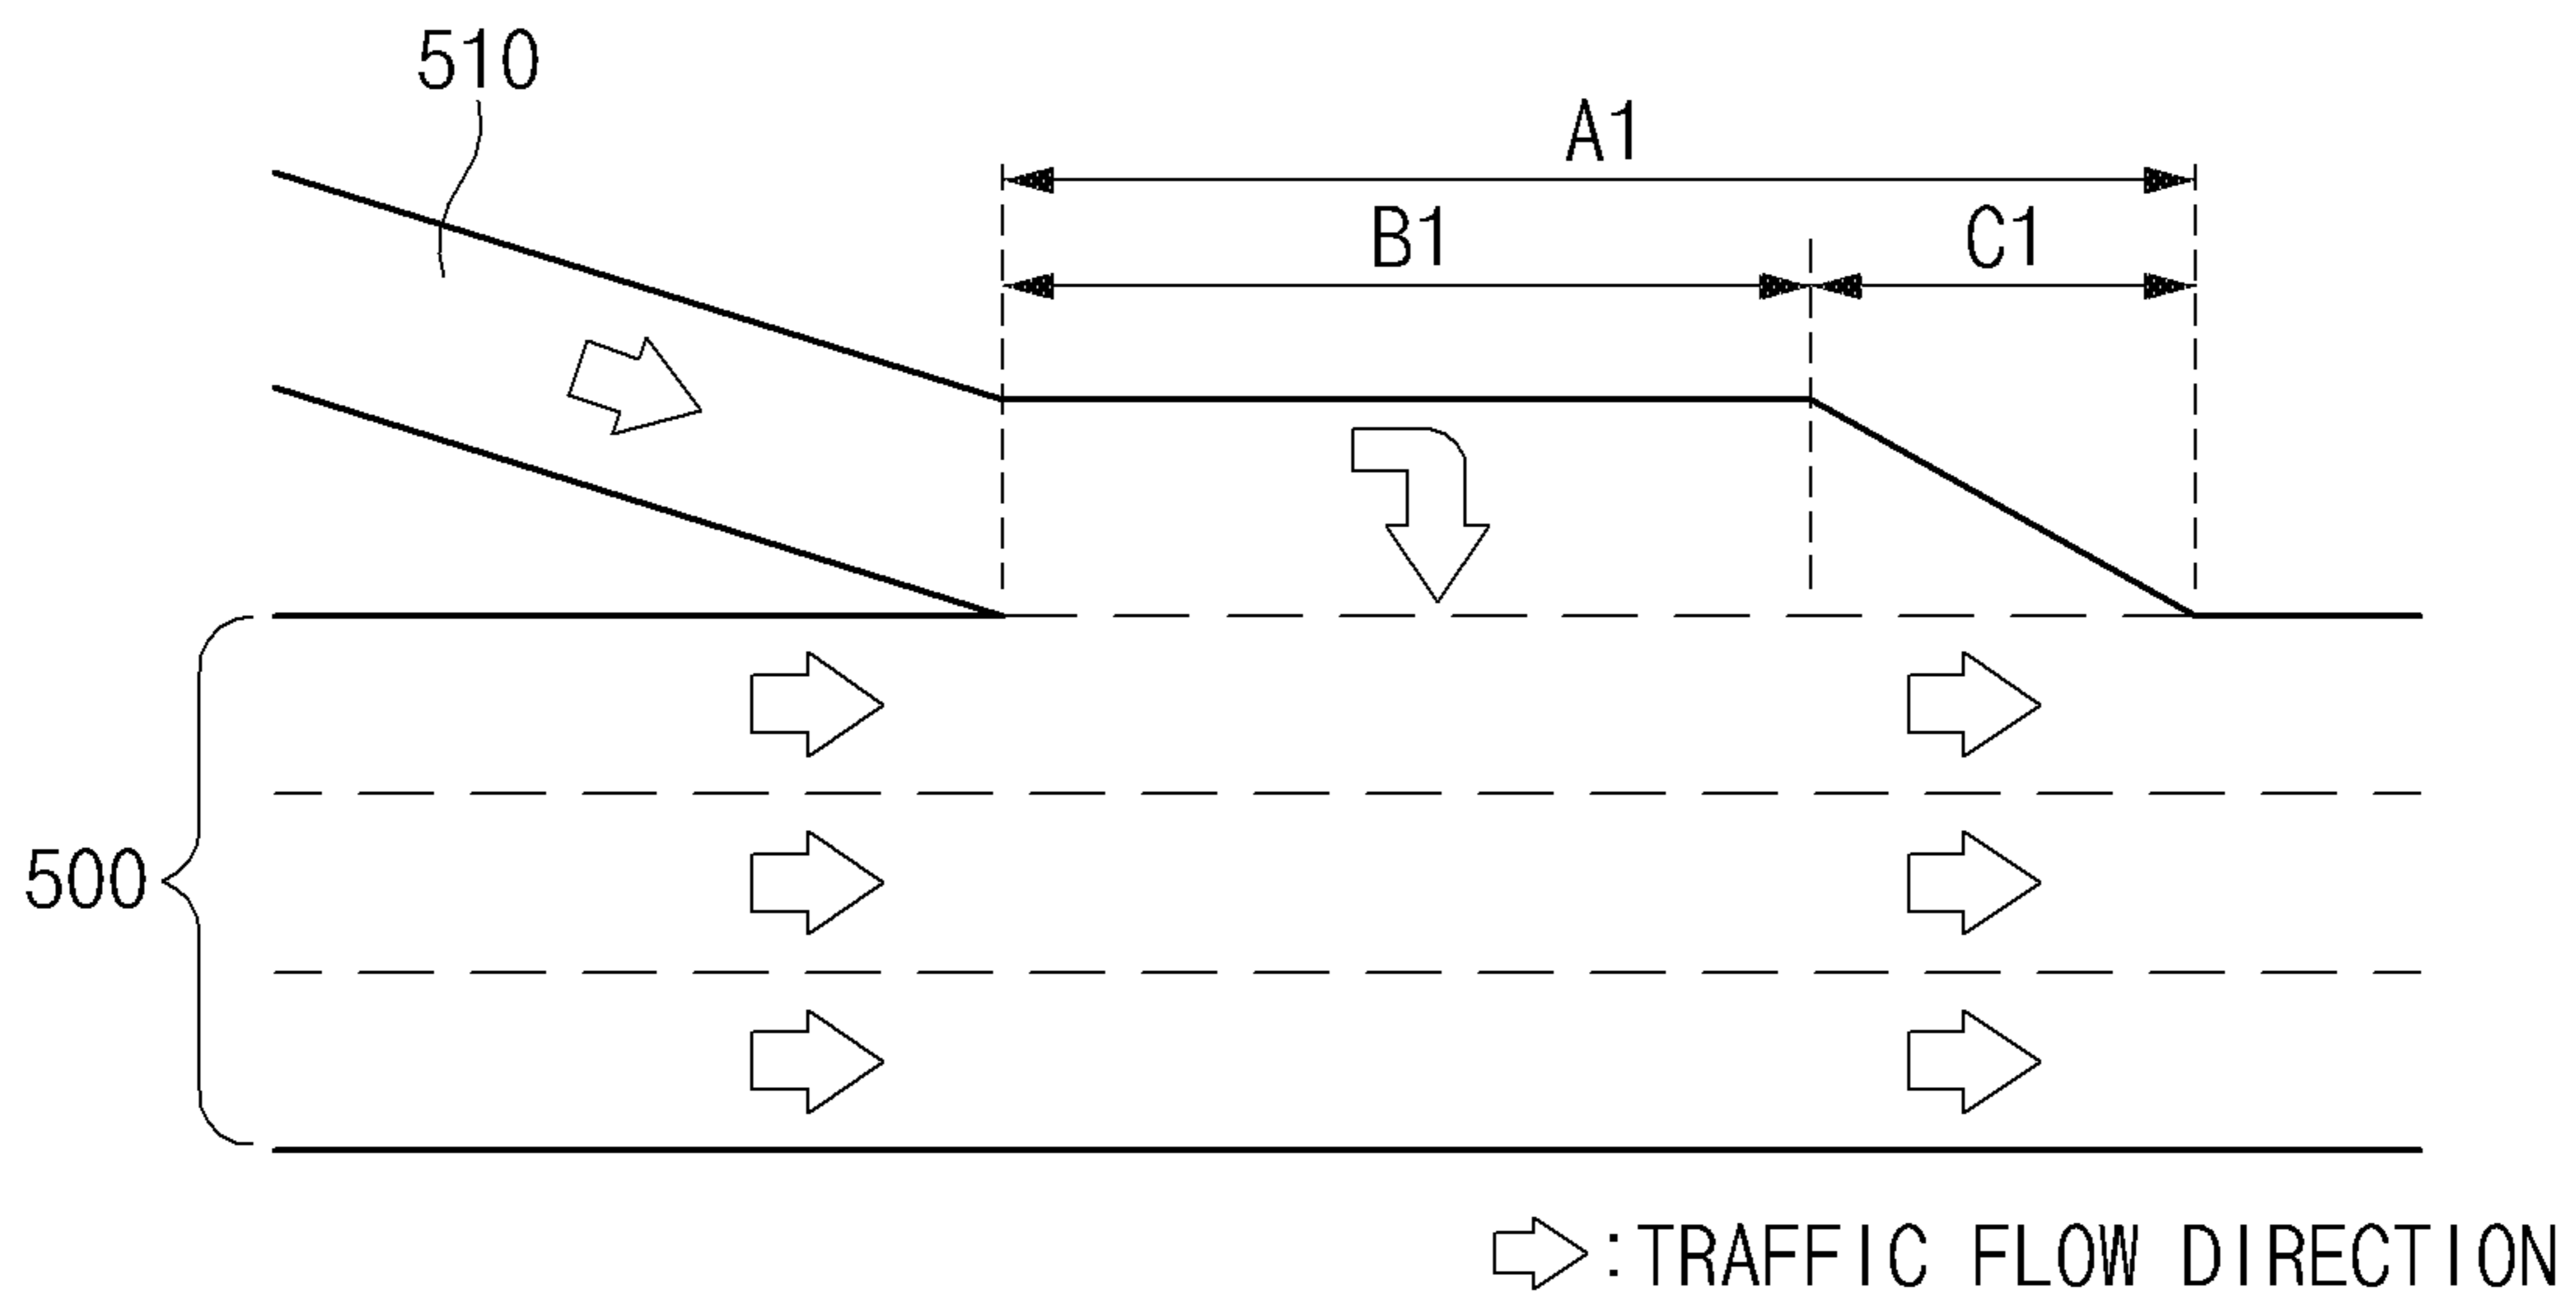 510
A1
B1
C1
500
:TRAFFIC FLOW DIRECTION